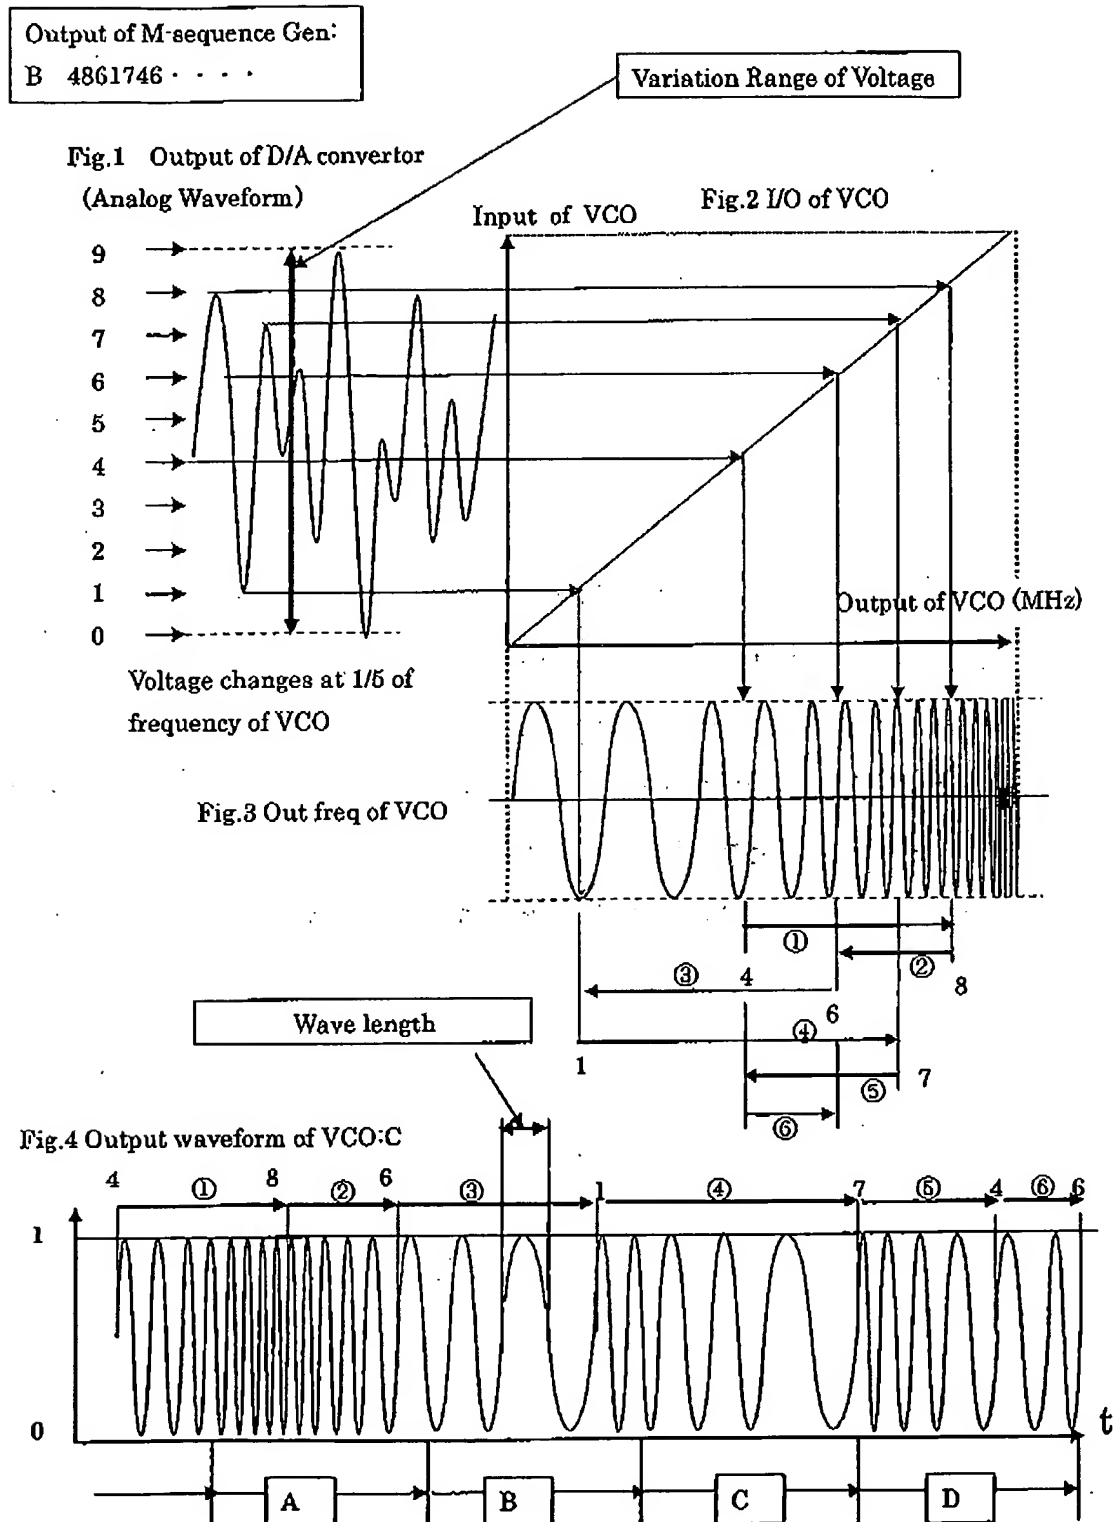 Output of M-sequence Gen:
B 4861746 · · · ·
Variation Range of Voltage
Fig.1 Output of D/A convertor
(Analog Waveform)
Fig.2 I/O of VCO
Input of VCO
9
8
7
6
5
4
3
2
1
0
Output of VCO (MHz)
Voltage changes at 1/5 of
frequency of VCO
Fig.3 Out freq of VCO
①
②
③ 4
8
6
④
1
7
⑤
⑥
Wave length
Fig.4 Output waveform of VCO:C
4 ① 8 ② 6 ③ 1 ④ 7 ⑤ 4 ⑥ 6
1
0
t
A B C D